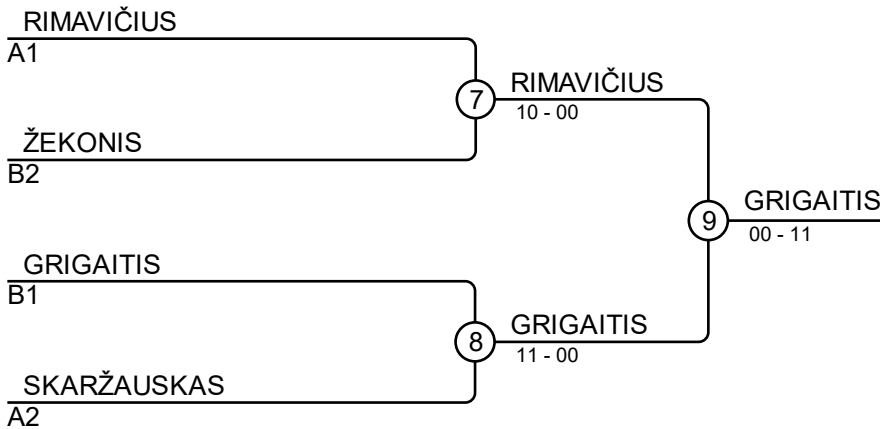 RIMAVIČIUS
A1
7
RIMAVIČIUS
10 - 00
ŽEKONIS
B2
9
GRIGAITIS
00 - 11
GRIGAITIS
B1
8
GRIGAITIS
11 - 00
SKARŽAUSKAS
A2